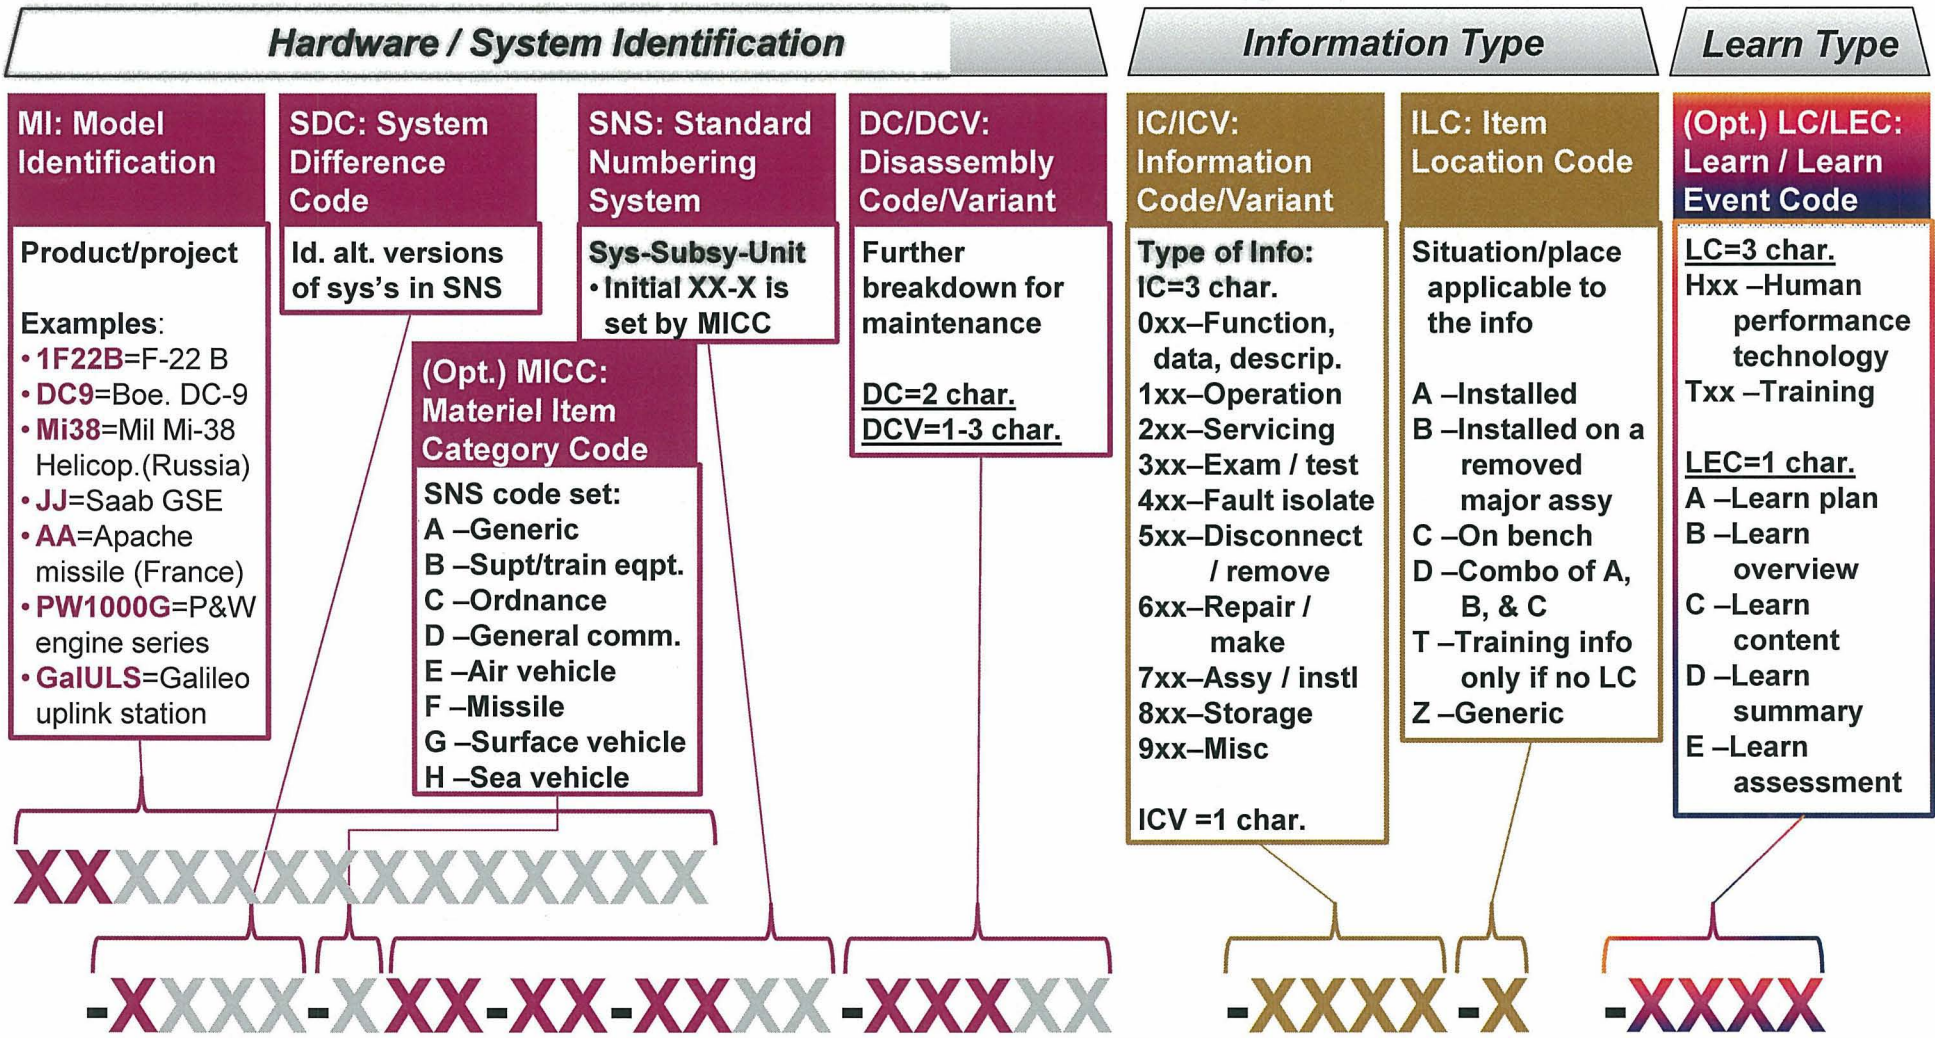 Hardware / System Identification
Information Type
Learn Type
MI: Model
Identification
Product/project
Examples:
• 1F22B=F-22 B
• DC9=Boe. DC-9
• Mi38=Mil Mi-38
Helicop.(Russia)
• JJ=Saab GSE
• AA=Apache
missile (France)
• PW1000G=P&W
engine series
• GalULS=Galileo
uplink station
SDC: System
Difference
Code
Id. alt. versions
of sys's in SNS
SNS: Standard
Numbering
System
Sys-Subsy-Unit
• Initial XX-X is
set by MICC
(Opt.) MICC:
Materiel Item
Category Code
SNS code set:
A –Generic
B –Supt/train eqpt.
C –Ordnance
D –General comm.
E –Air vehicle
F –Missile
G –Surface vehicle
H –Sea vehicle
DC/DCV:
Disassembly
Code/Variant
Further
breakdown for
maintenance
DC=2 char.
DCV=1-3 char.
IC/ICV:
Information
Code/Variant
Type of Info:
IC=3 char.
0xx–Function,
data, descrip.
1xx–Operation
2xx–Servicing
3xx–Exam / test
4xx–Fault isolate
5xx–Disconnect
/ remove
6xx–Repair /
make
7xx–Assy / instl
8xx–Storage
9xx–Misc
ICV =1 char.
ILC: Item
Location Code
Situation/place
applicable to
the info
A –Installed
B –Installed on a
removed
major assy
C –On bench
D –Combo of A,
B, & C
T –Training info
only if no LC
Z –Generic
(Opt.) LC/LEC:
Learn / Learn
Event Code
LC=3 char.
Hxx –Human
performance
technology
Txx –Training
LEC=1 char.
A –Learn plan
B –Learn
overview
C –Learn
content
D –Learn
summary
E –Learn
assessment
XXXXXXXXXXXXXX
-XXXX-XXX-XX-XXXX-XXXXX-XXXX-X-XXXX